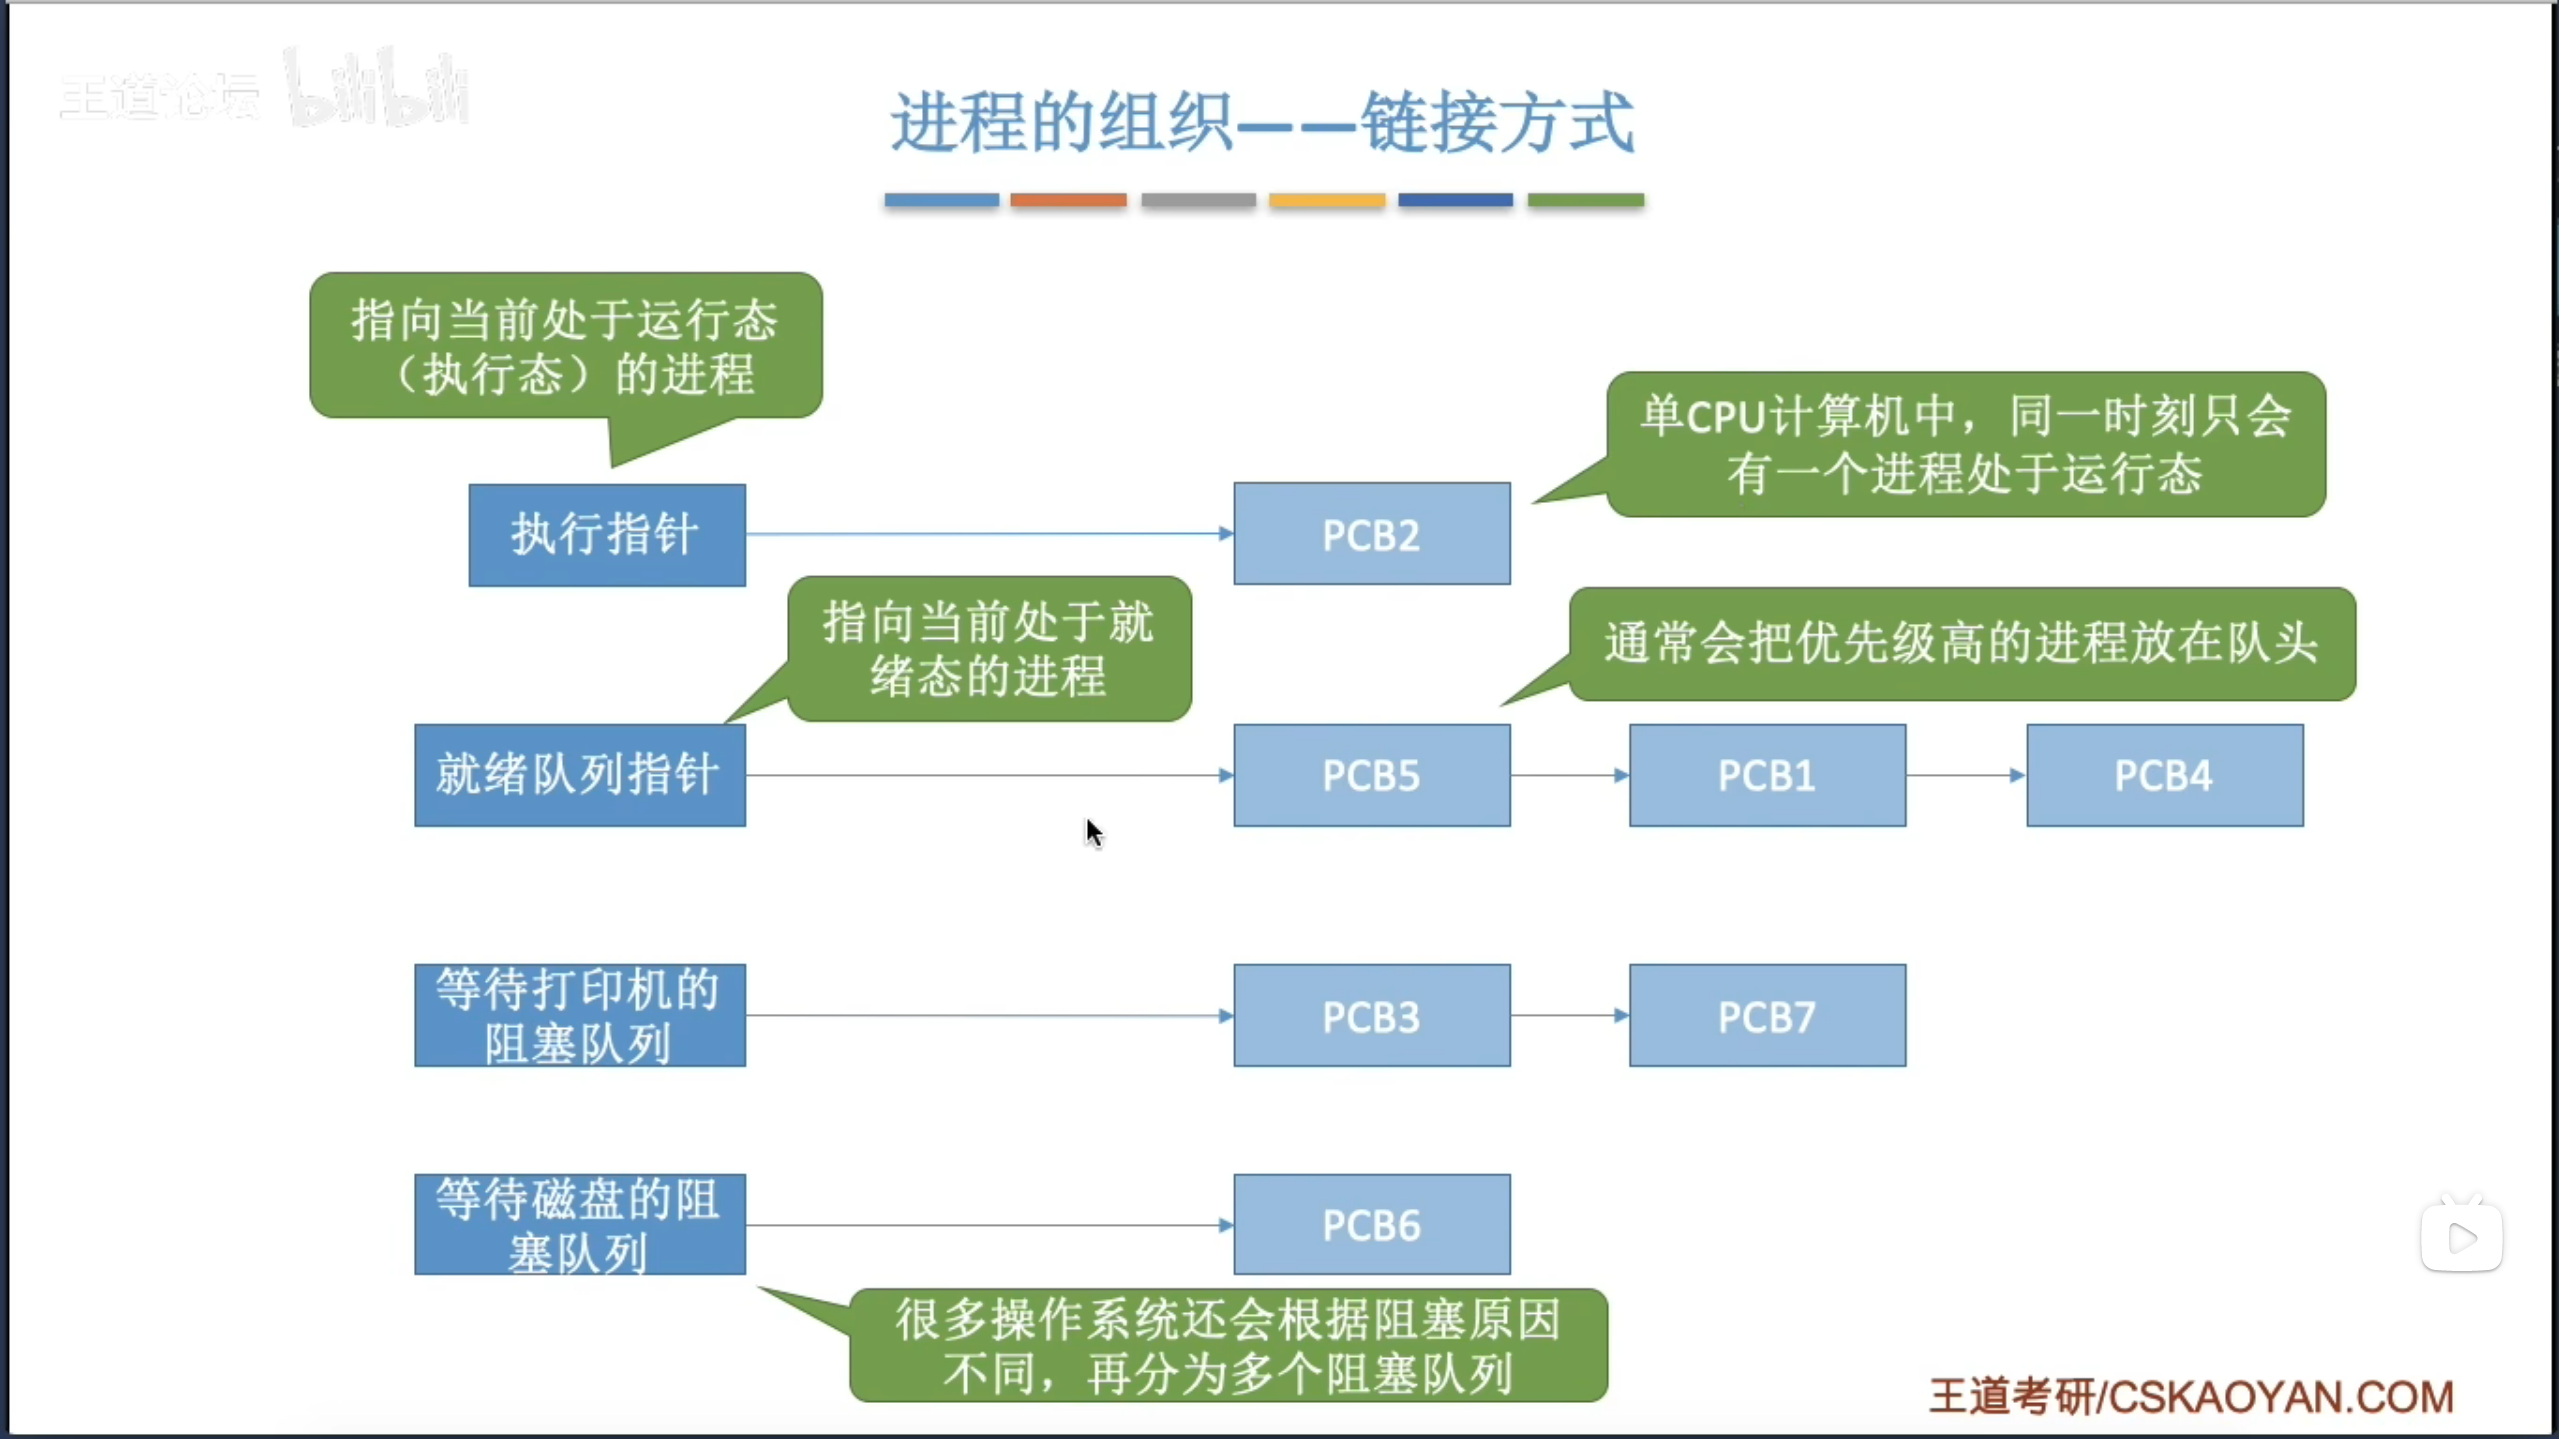 王道论坛 bilibili
进程的组织——链接方式
指向当前处于运行态
（执行态）的进程
单CPU计算机中，同一时刻只会
有一个进程处于运行态
执行指针
PCB2
指向当前处于就
绪态的进程
通常会把优先级高的进程放在队头
就绪队列指针
PCB5
PCB1
PCB4
等待打印机的
阻塞队列
PCB3
PCB7
等待磁盘的阻
塞队列
PCB6
很多操作系统还会根据阻塞原因
不同，再分为多个阻塞队列
王道考研/CSKAOYAN.COM